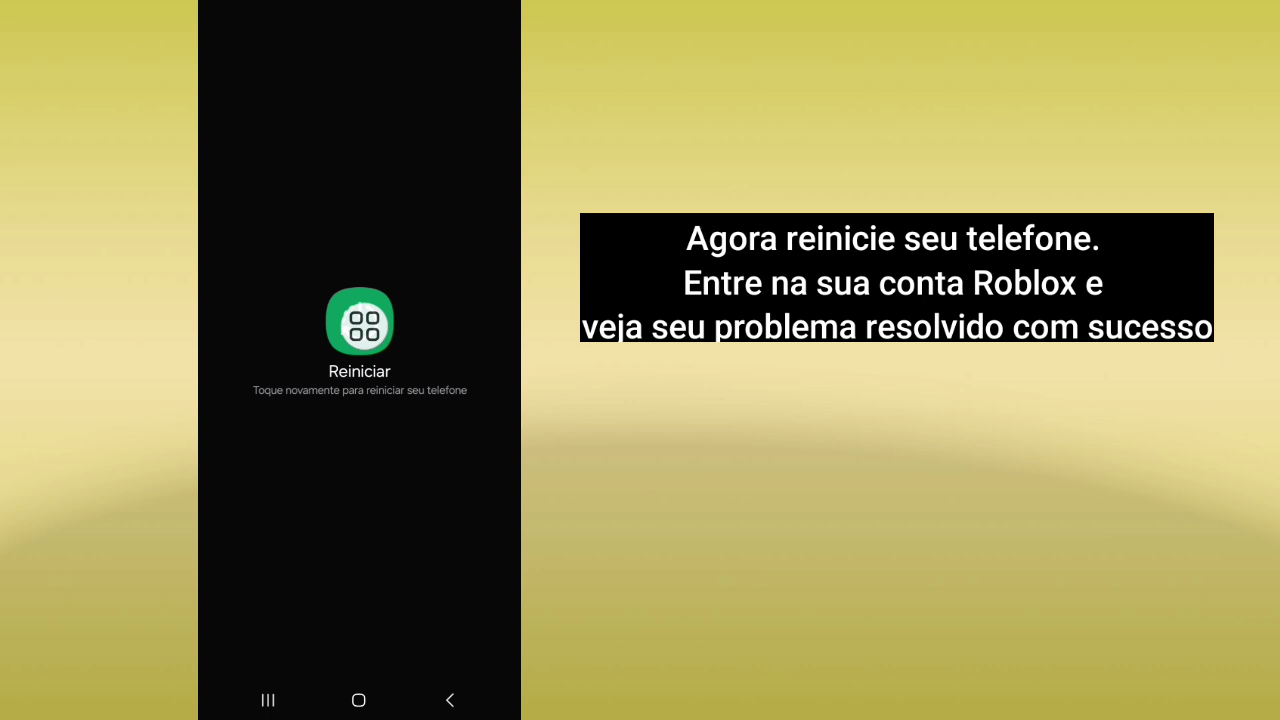 Reiniciar
Toque novamente para reiniciar seu telefone
Agora reinicie seu telefone.
Entre na sua conta Roblox e
veja seu problema resolvido com sucesso